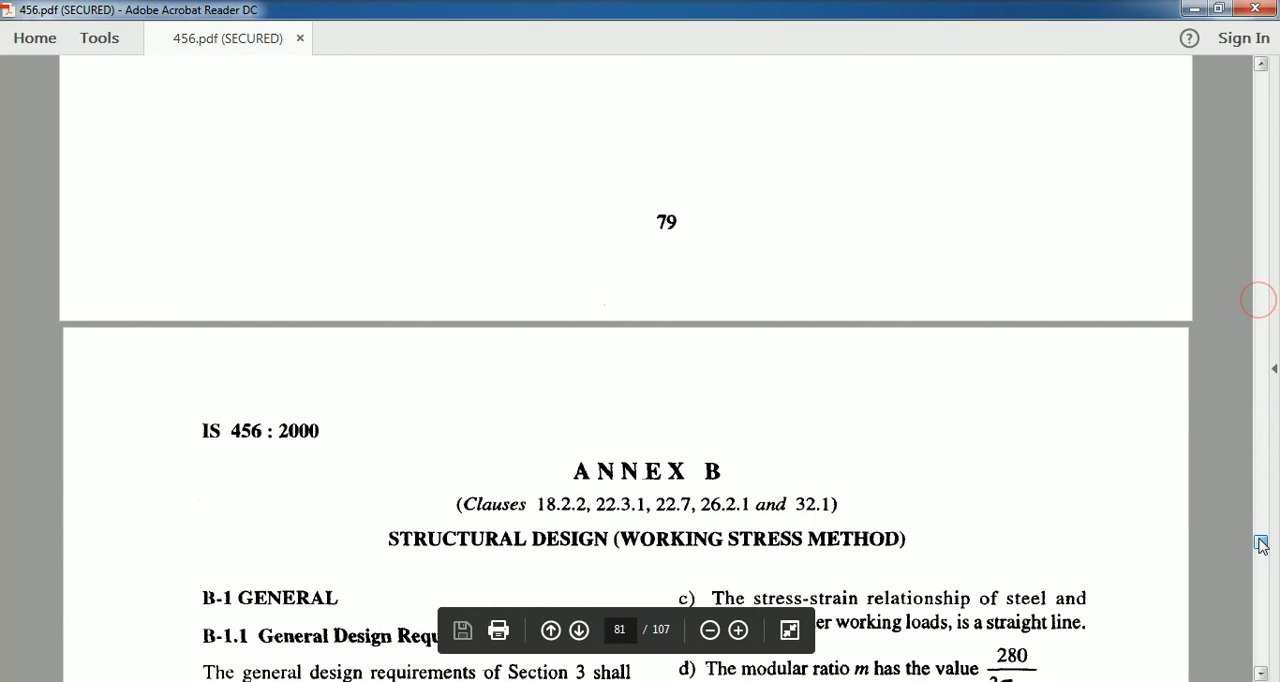 456.pdf (SECURED) - Adobe Acrobat Reader DC
Home Tools 456.pdf (SECURED) × ? Sign In
79
IS 456 : 2000
ANNEX B
(Clauses 18.2.2, 22.3.1, 22.7, 26.2.1 and 32.1)
STRUCTURAL DESIGN (WORKING STRESS METHOD)
B-1 GENERAL
B-1.1 General Design Requ
The general design requirements of Section 3 shall
c) The stress-strain relationship of steel and
er working loads, is a straight line.
d) The modular ratio m has the value 280
81 / 107